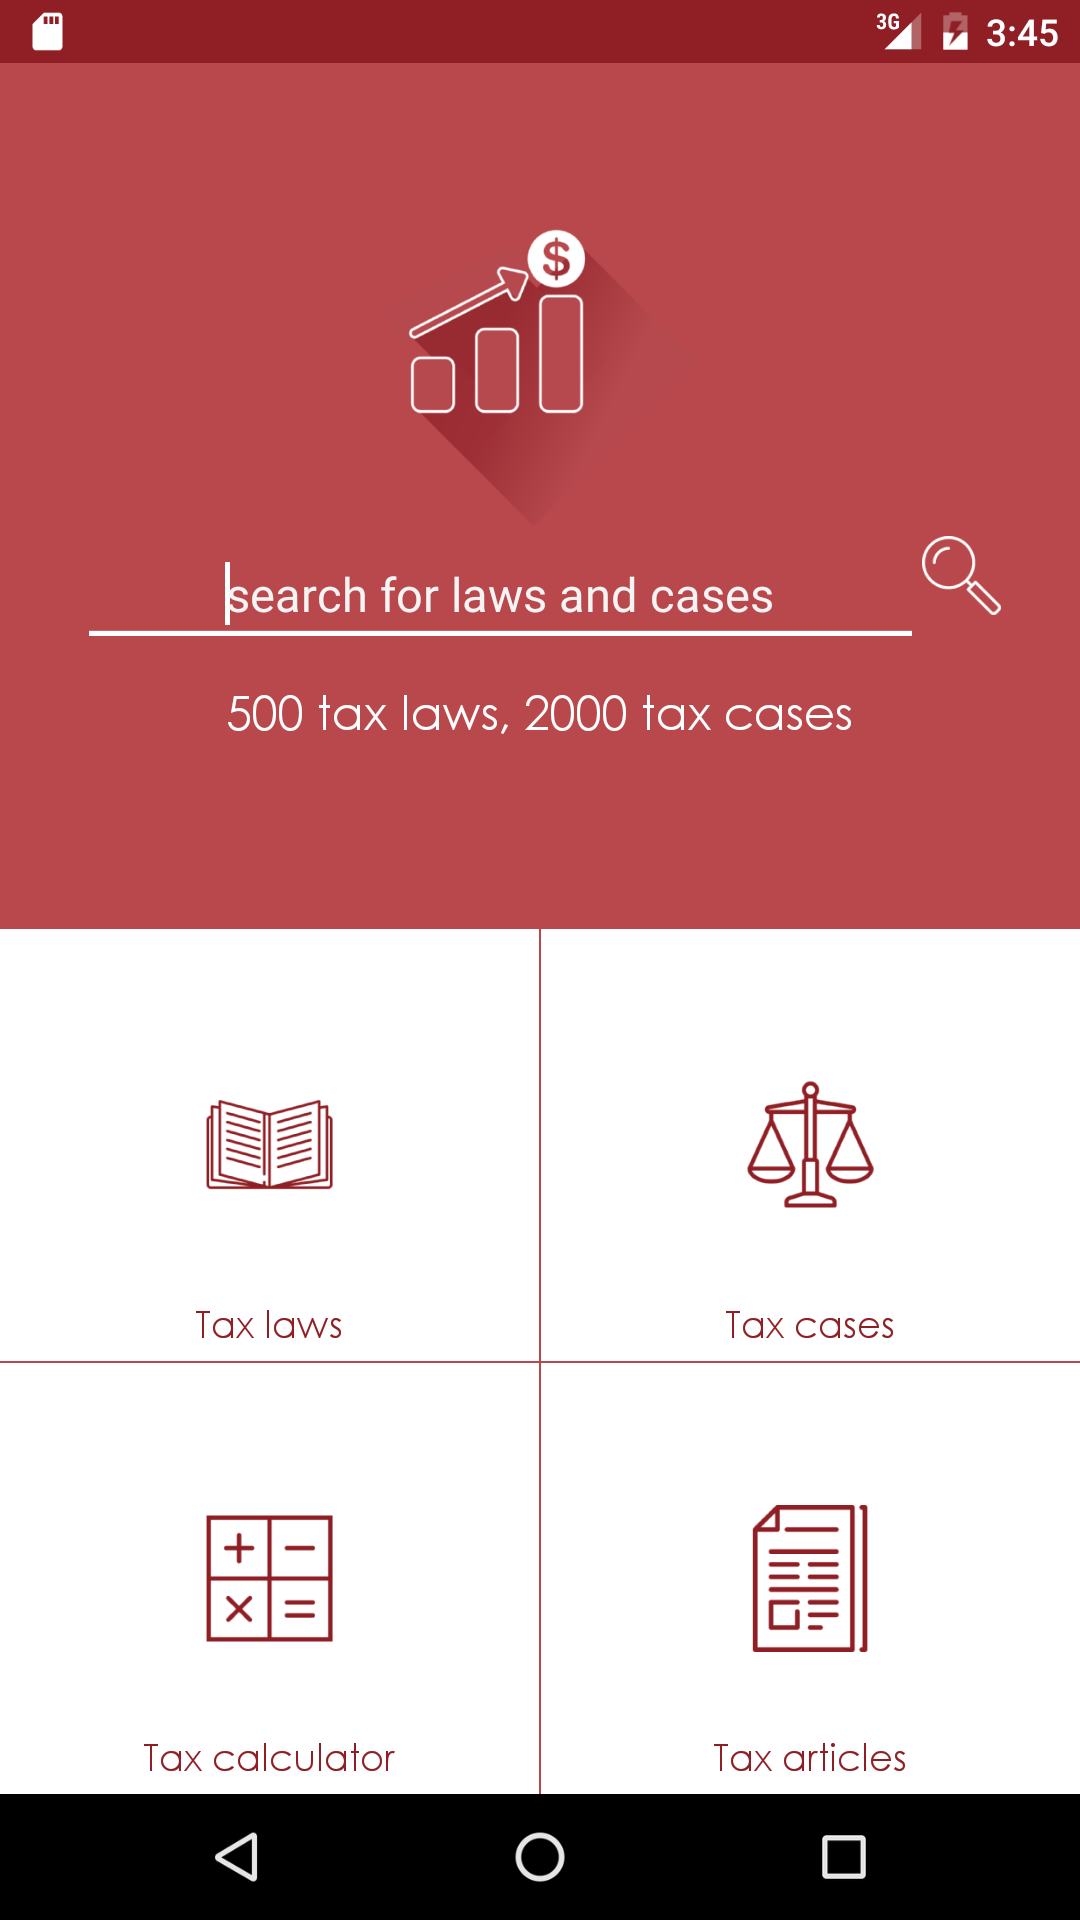 3G 3:45
$
search for laws and cases
500 tax laws, 2000 tax cases
Tax laws
Tax cases
Tax calculator
Tax articles